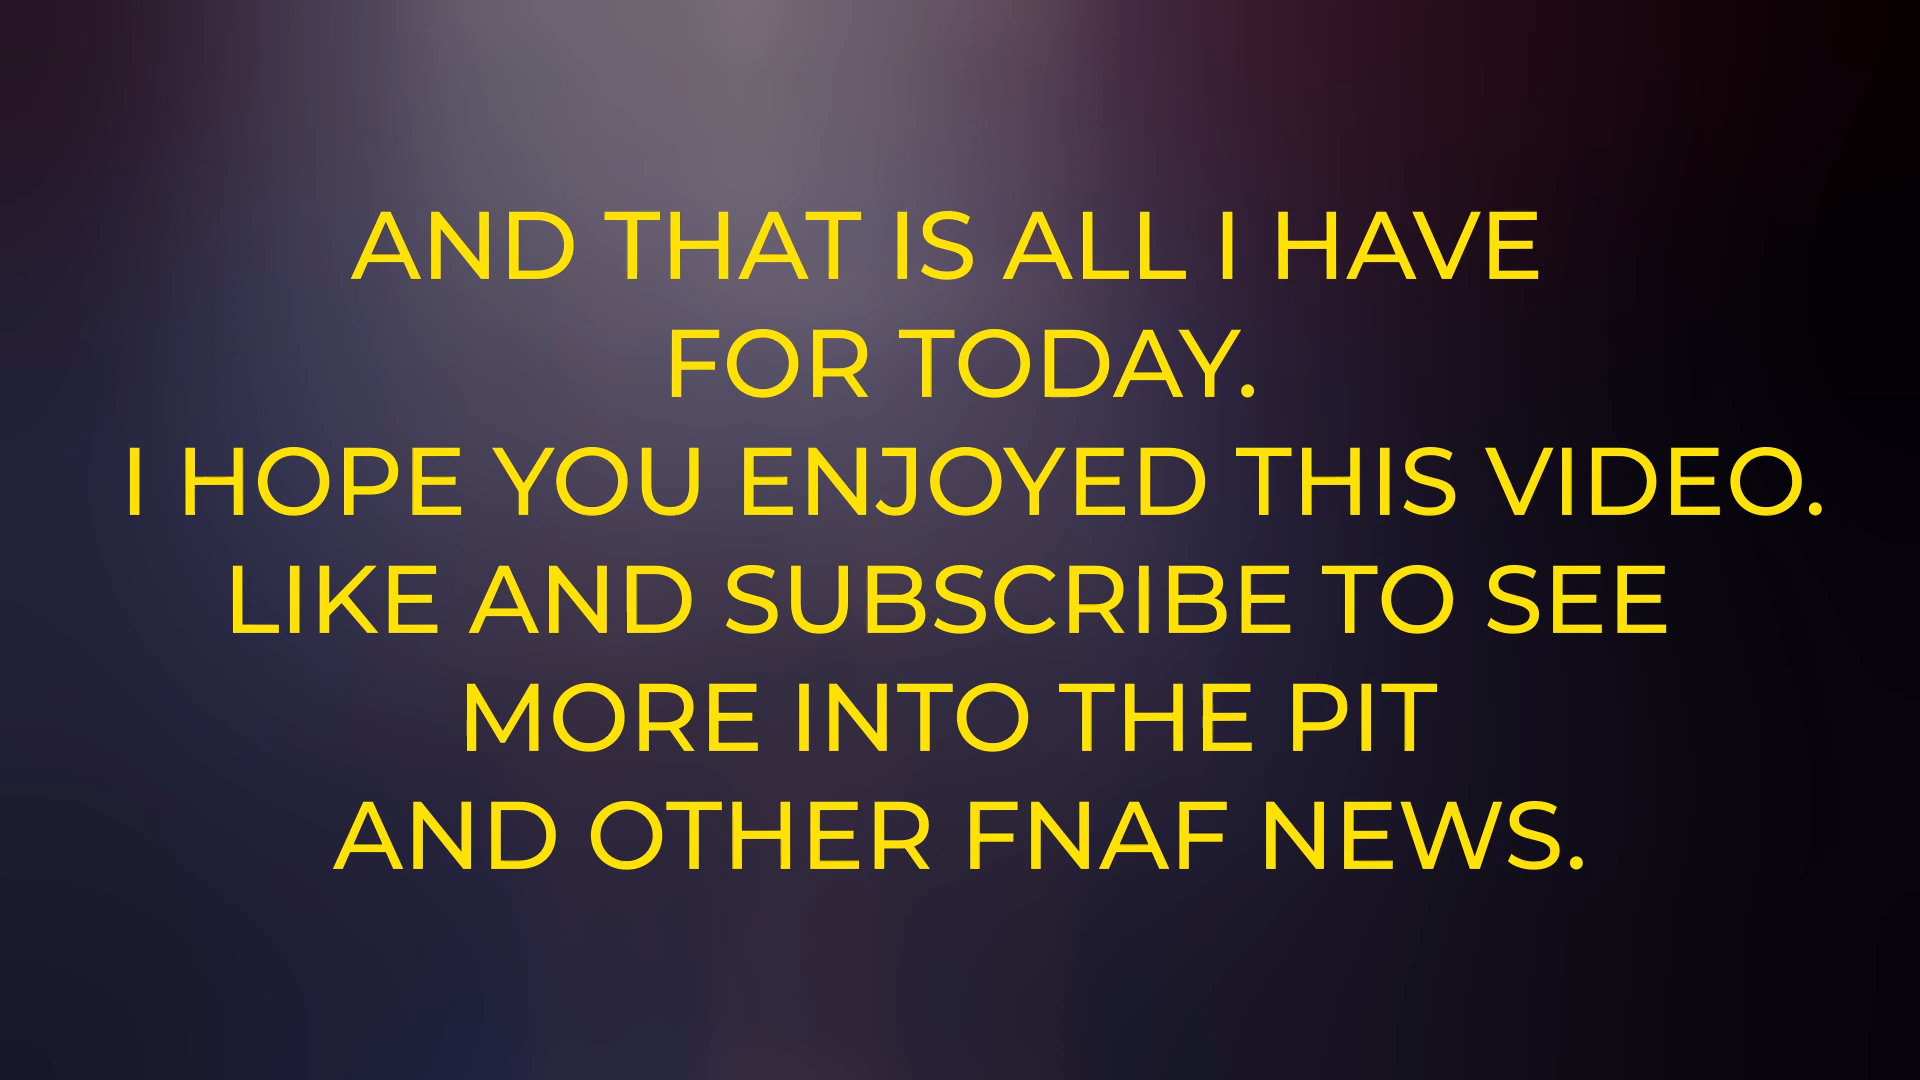 AND THAT IS ALL I HAVE
FOR TODAY.
I HOPE YOU ENJOYED THIS VIDEO.
LIKE AND SUBSCRIBE TO SEE
MORE INTO THE PIT
AND OTHER FNAF NEWS.